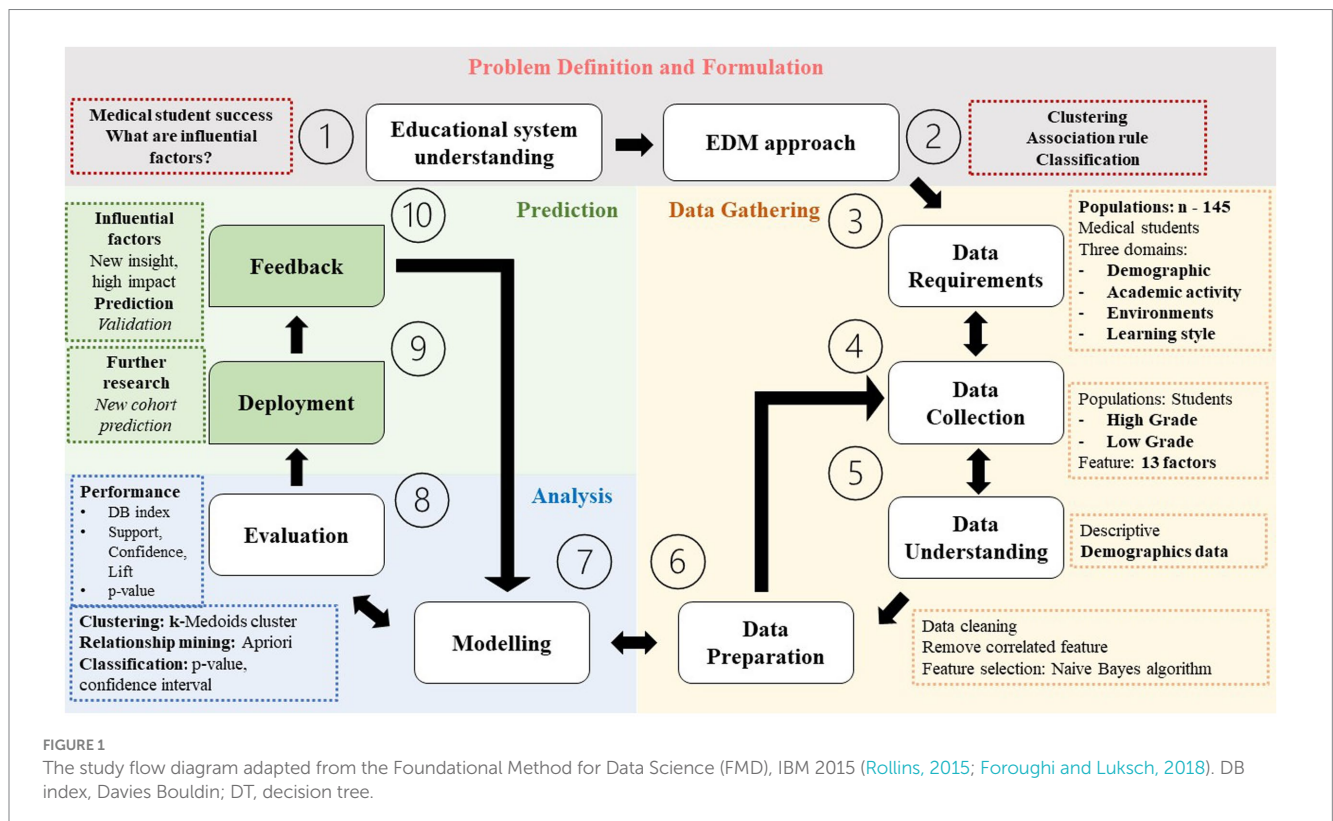 Problem Definition and Formulation
Medical student success
What are influential
factors?
1
Educational system
understanding
EDM approach
2
Clustering
Association rule
Classification
Prediction
Data Gathering
3
Data
Requirements
Populations: n - 145
Medical students
Three domains:
- Demographic
- Academic activity
- Environments
- Learning style
4
Data
Collection
Populations: Students
- High Grade
- Low Grade
Feature: 13 factors
5
Data
Understanding
Descriptive
Demographics data
6
Data
Preparation
Data cleaning
Remove correlated feature
Feature selection: Naive Bayes algorithm
Analysis
7
Modelling
Clustering: k-Medoids cluster
Relationship mining: Apriori
Classification: p-value,
confidence interval
8
Evaluation
Performance
• DB index
• Support,
Confidence,
Lift
• p-value
9
Deployment
Further
research
New cohort
prediction
10
Feedback
Influential
factors
New insight,
high impact
Prediction
Validation
FIGURE 1
The study flow diagram adapted from the Foundational Method for Data Science (FMD), IBM 2015 (Rollins, 2015; Foroughi and Luksch, 2018). DB
index, Davies Bouldin; DT, decision tree.